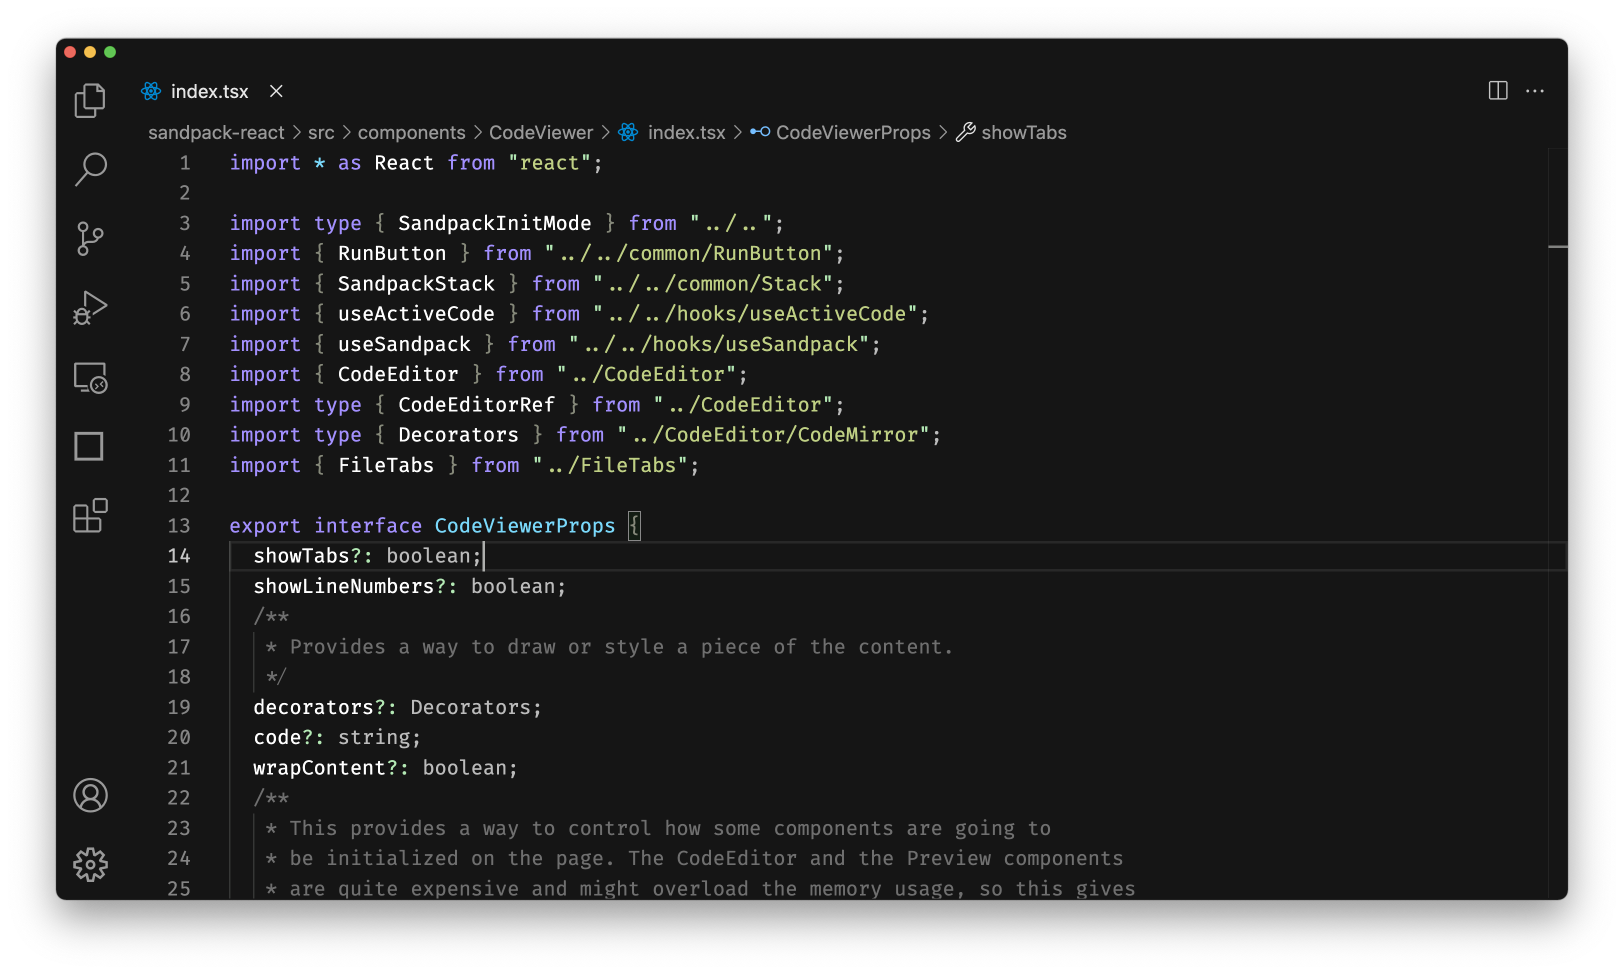 index.tsx
sandpack-react > src > components > CodeViewer > index.tsx > CodeViewerProps > showTabs
1 import * as React from "react";
2
3 import type { SandpackInitMode } from "../..";
4 import { RunButton } from "../../common/RunButton";
5 import { SandpackStack } from "../../common/Stack";
6 import { useActiveCode } from "../../hooks/useActiveCode";
7 import { useSandpack } from "../../hooks/useSandpack";
8 import { CodeEditor } from "../CodeEditor";
9 import type { CodeEditorRef } from "../CodeEditor";
10 import type { Decorators } from "../CodeEditor/CodeMirror";
11 import { FileTabs } from "../FileTabs";
12
13 export interface CodeViewerProps {
14 showTabs?: boolean;
15 showLineNumbers?: boolean;
16 /**
17 * Provides a way to draw or style a piece of the content.
18 */
19 decorators?: Decorators;
20 code?: string;
21 wrapContent?: boolean;
22 /**
23 * This provides a way to control how some components are going to
24 * be initialized on the page. The CodeEditor and the Preview components
25 * are quite expensive and might overload the memory usage, so this gives